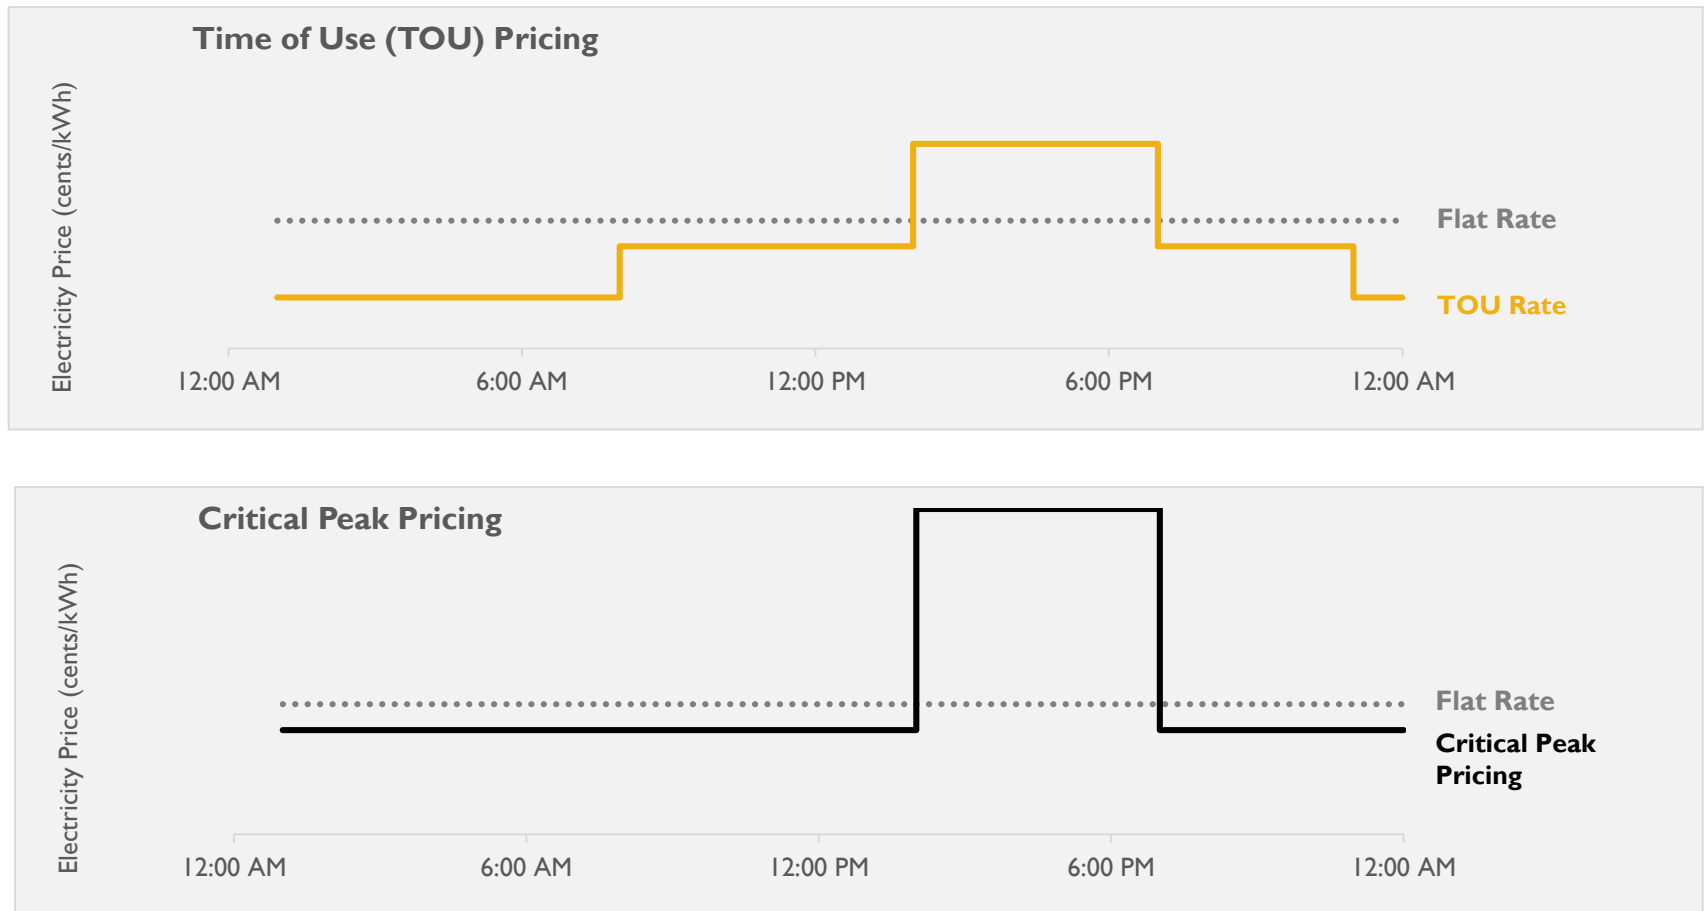 Time of Use (TOU) Pricing
Electricity Price (cents/kWh)
Flat Rate
TOU Rate
12:00 AM
6:00 AM
12:00 PM
6:00 PM
12:00 AM
Critical Peak Pricing
Electricity Price (cents/kWh)
Flat Rate
Critical Peak
Pricing
12:00 AM
6:00 AM
12:00 PM
6:00 PM
12:00 AM